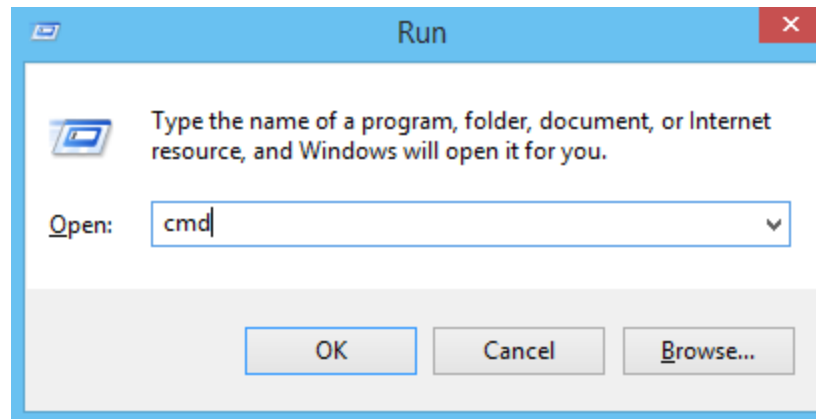 Run
Type the name of a program, folder, document, or Internet
resource, and Windows will open it for you.
Open: cmd
OK Cancel Browse...